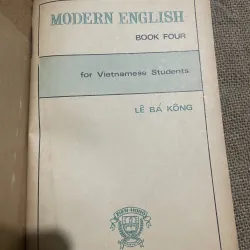 MODERN ENGLISH
BOOK FOUR
for Vietnamese Students
LÊ BÁ KÔNG